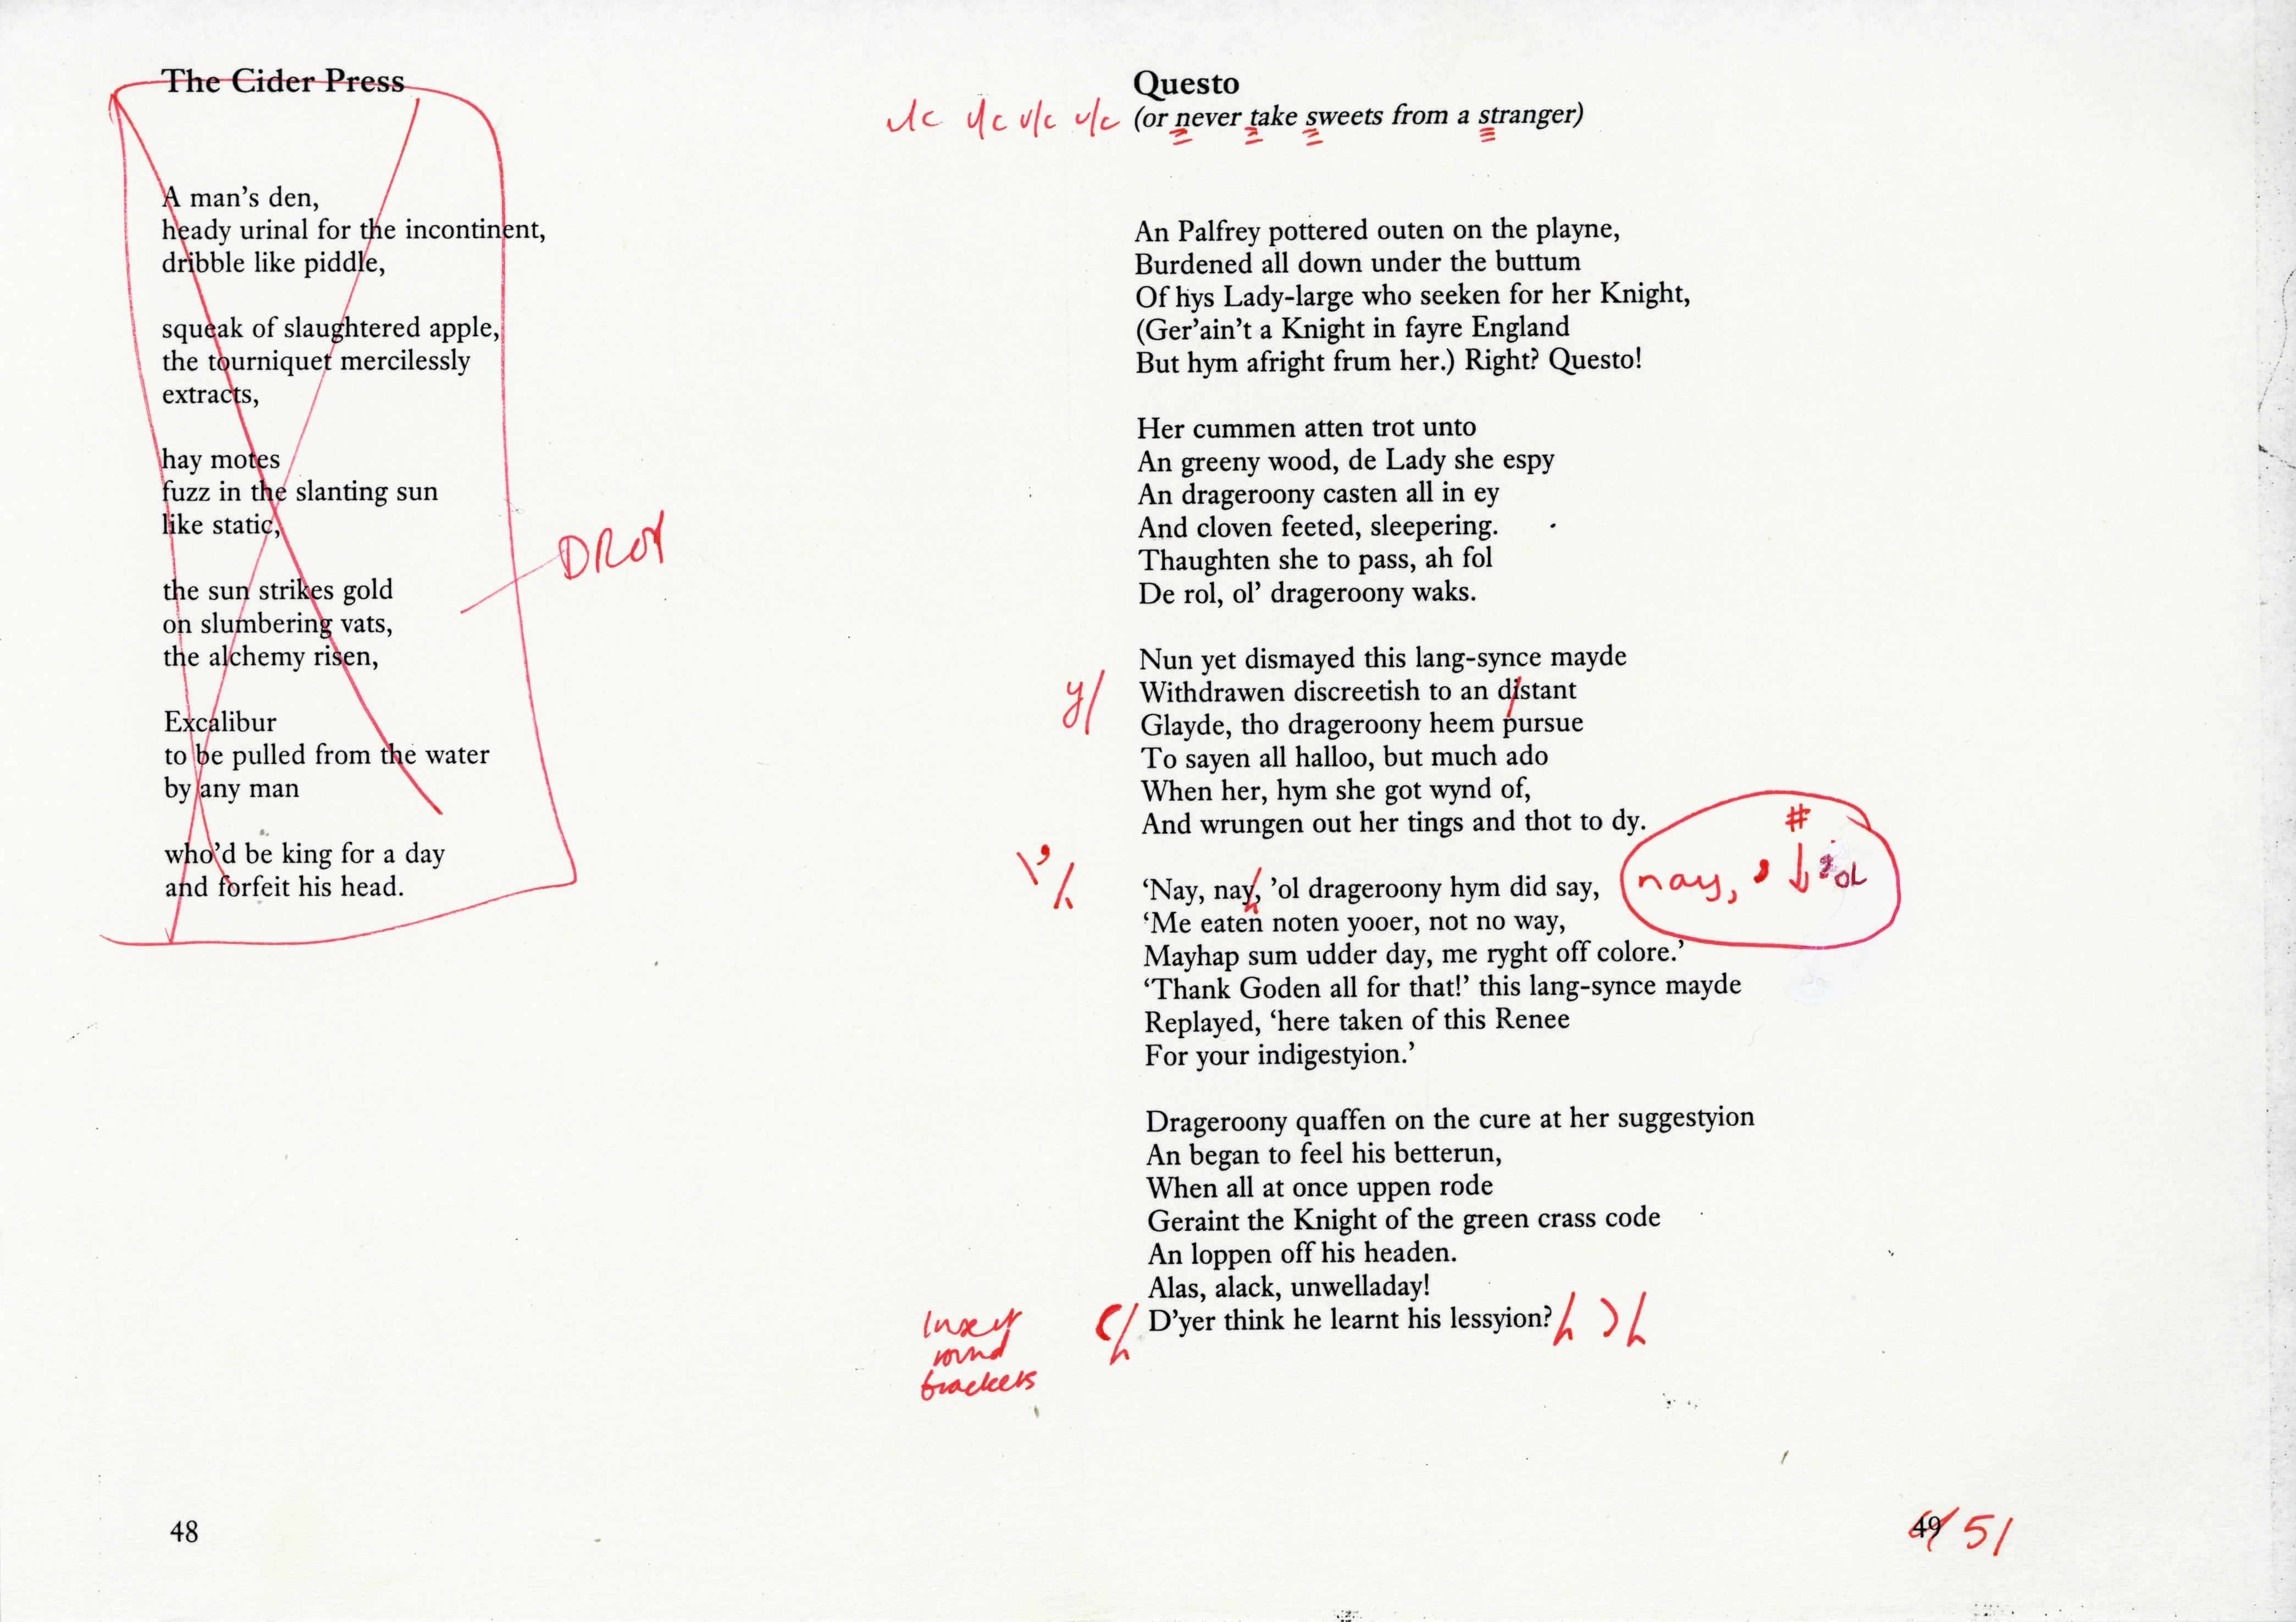 The Cider Press
A man's den,
heady urinal for the incontinent,
dribble like piddle,
squeak of slaughtered apple,
the tourniquet mercilessly
extracts,
hay motes
fuzz in the slanting sun
like static,
the sun strikes gold
on slumbering vats,
the alchemy risen,
Excalibur
to be pulled from the water
by any man
who'd be king for a day
and forfeit his head.
DROP
48
Questo
u/c u/c u/c u/c (or never take sweets from a stranger)
An Palfrey pottered outen on the playne,
Burdened all down under the buttum
Of hys Lady-large who seeken for her Knight,
(Ger'ain't a Knight in fayre England
But hym afright frum her.) Right? Questo!
Her cummen atten trot unto
An greeny wood, de Lady she espy
An drageroony casten all in ey
And cloven feeted, sleepering.
Thaughten she to pass, ah fol
De rol, ol' drageroony waks.
Nun yet dismayed this lang-synce mayde
y/ Withdrawen discreetish to an distant
Glayde, tho drageroony heem pursue
To sayen all halloo, but much ado
When her, hym she got wynd of,
And wrungen out her tings and thot to dy.
#
'Nay, nay, 'ol drageroony hym did say, nay, ' ol
'Me eaten noten yooer, not no way,
Mayhap sum udder day, me ryght off colore.'
'Thank Goden all for that!' this lang-synce mayde
Replayed, 'here taken of this Renee
For your indigestyion.'
Drageroony quaffen on the cure at her suggestyion
An began to feel his betterun,
When all at once uppen rode
Geraint the Knight of the green crass code
An loppen off his headen.
Alas, alack, unwelladay!
( D'yer think he learnt his lessyion? )
Insert
round
brackets
49 51